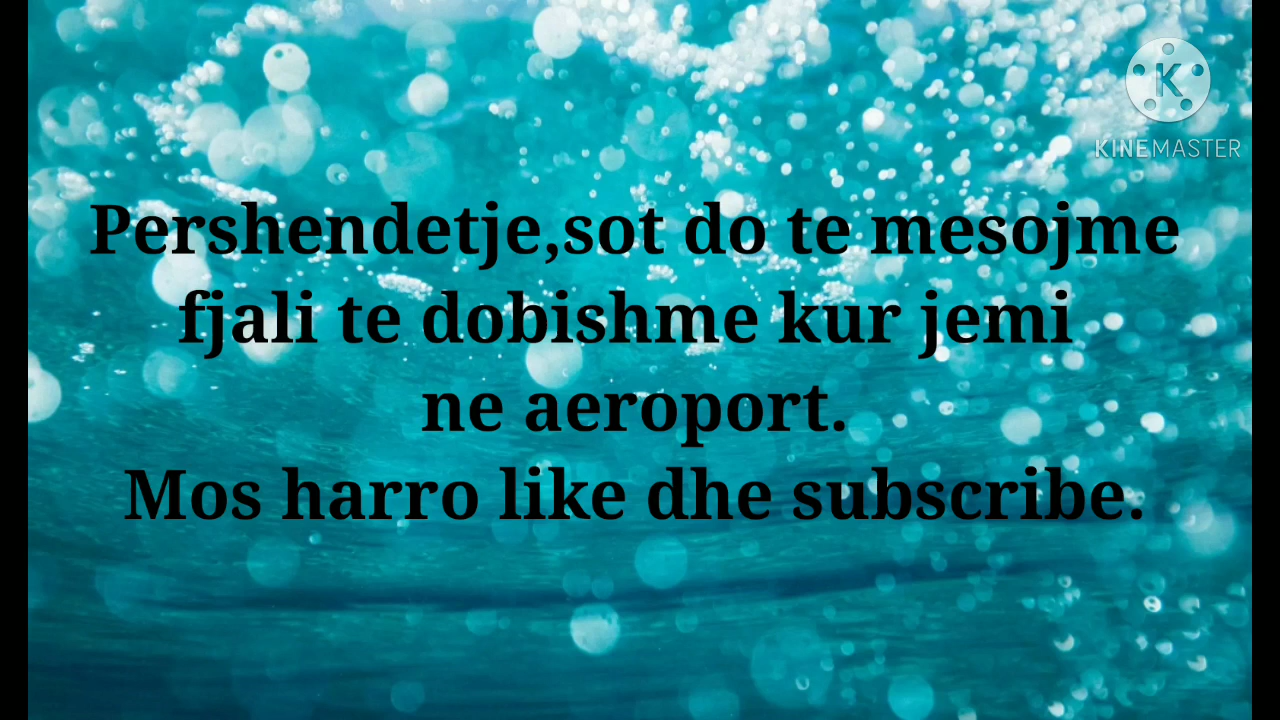 K
KINEMASTER
Pershendetje,sot do te mesojme
fjali te dobishme kur jemi
ne aeroport.
Mos harro like dhe subscribe.